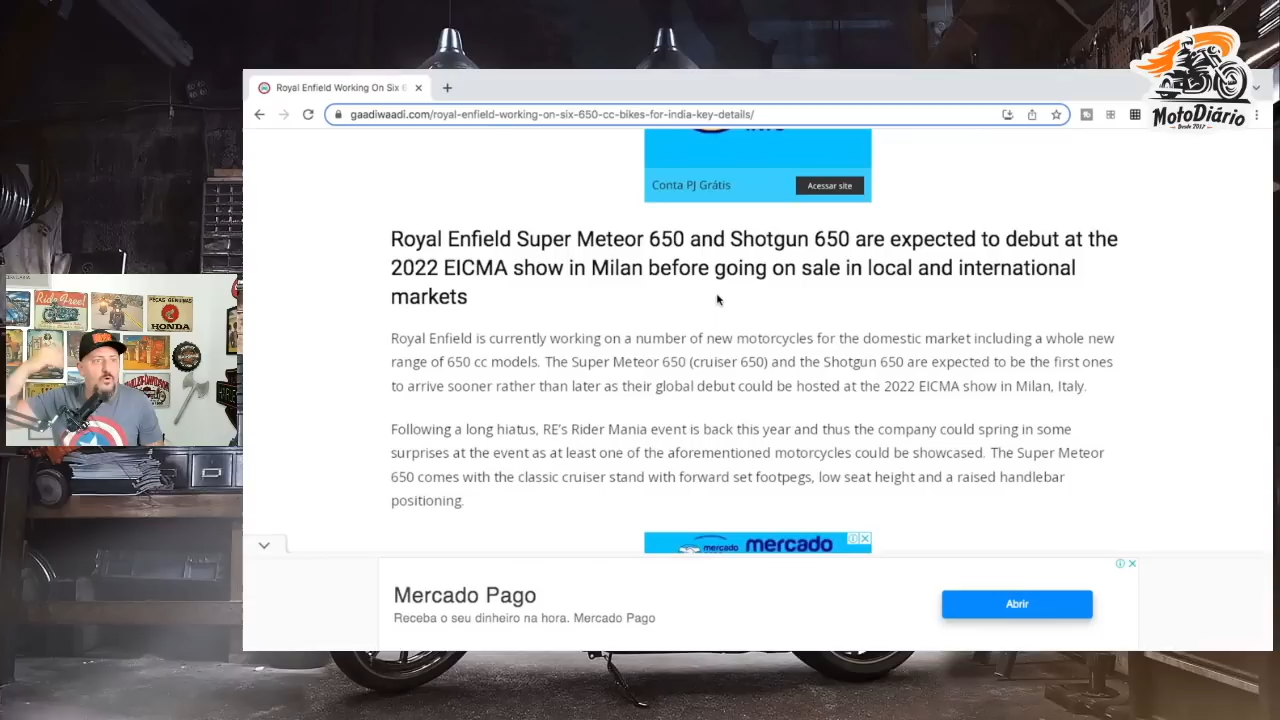 MotoDiário
Desde 2017
Royal Enfield Working On Six 6
gaadiwaadi.com/royal-enfield-working-on-six-650-cc-bikes-for-india-key-details/
Conta PJ Grátis
Acessar site
Royal Enfield Super Meteor 650 and Shotgun 650 are expected to debut at the
2022 EICMA show in Milan before going on sale in local and international
markets
Royal Enfield is currently working on a number of new motorcycles for the domestic market including a whole new
range of 650 cc models. The Super Meteor 650 (cruiser 650) and the Shotgun 650 are expected to be the first ones
to arrive sooner rather than later as their global debut could be hosted at the 2022 EICMA show in Milan, Italy.
Following a long hiatus, RE's Rider Mania event is back this year and thus the company could spring in some
surprises at the event as at least one of the aforementioned motorcycles could be showcased. The Super Meteor
650 comes with the classic cruiser stand with forward set footpegs, low seat height and a raised handlebar
positioning.
mercado
mercado
Mercado Pago
Receba o seu dinheiro na hora. Mercado Pago
Abrir
Ride Free!
PEÇAS GENUÍNAS
HONDA